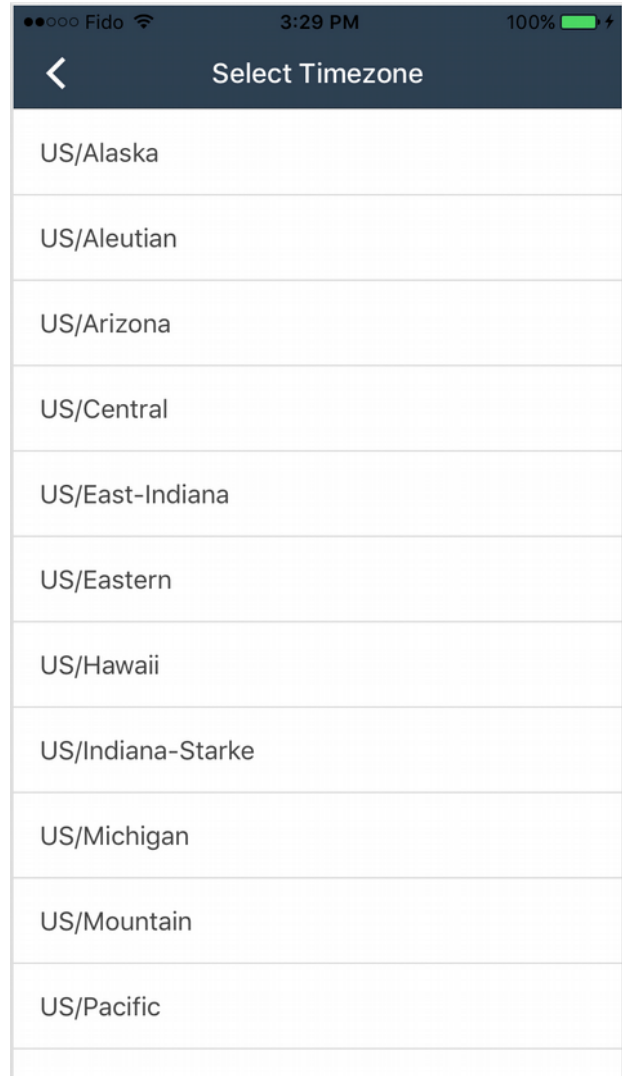 Fido 3:29 PM 100%
Select Timezone
US/Alaska
US/Aleutian
US/Arizona
US/Central
US/East-Indiana
US/Eastern
US/Hawaii
US/Indiana-Starke
US/Michigan
US/Mountain
US/Pacific